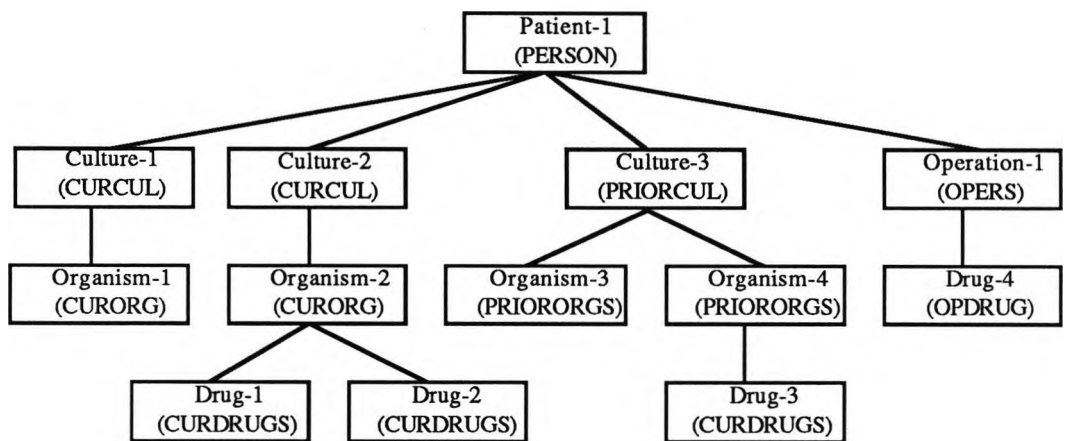 Patient-1
(PERSON)
Culture-1
(CURCUL)
Culture-2
(CURCUL)
Culture-3
(PRIORCUL)
Operation-1
(OPERS)
Organism-1
(CURORG)
Organism-2
(CURORG)
Organism-3
(PRIORORGS)
Organism-4
(PRIORORGS)
Drug-4
(OPDRUG)
Drug-1
(CURDRUGS)
Drug-2
(CURDRUGS)
Drug-3
(CURDRUGS)